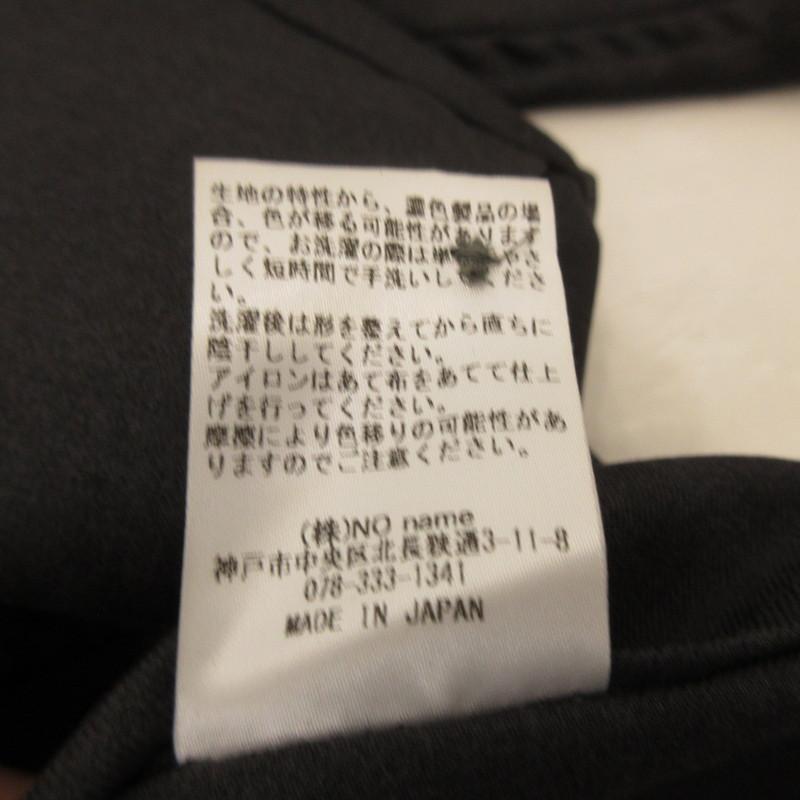 生地の特性から、濃色製品の場
合、色が移る可能性があります
ので、お洗濯の際は単 やさ
しく短時間で手洗いし くださ
い。
洗濯後は形を整えてから直ちに
陰干ししてください。
アイロンはあて布をあてて仕上
げを行ってください。
摩擦により色移りの可能性があ
りますのでご注意ください。
(株)NO name
神戸市中央区北長狭通3-11-8
078-333-1341
MADE IN JAPAN